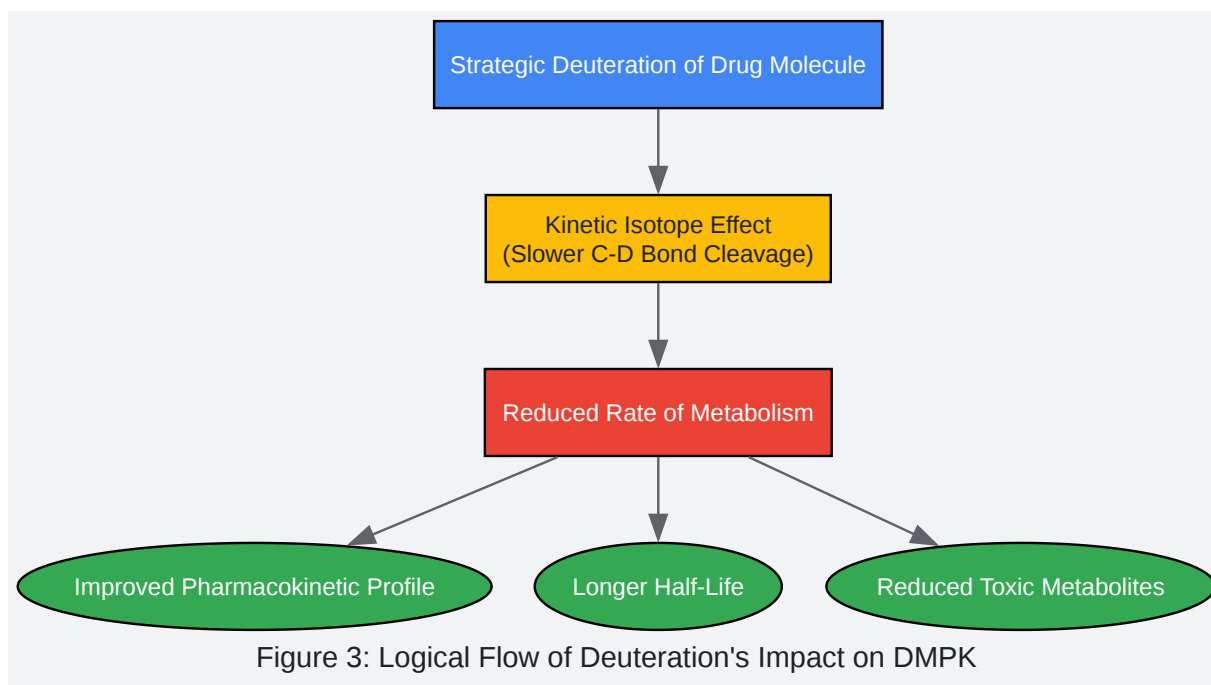 Strategic Deuteration of Drug Molecule
Kinetic Isotope Effect
(Slower C-D Bond Cleavage)
Reduced Rate of Metabolism
Improved Pharmacokinetic Profile
Longer Half-Life
Reduced Toxic Metabolites
Figure 3: Logical Flow of Deuteration's Impact on DMPK